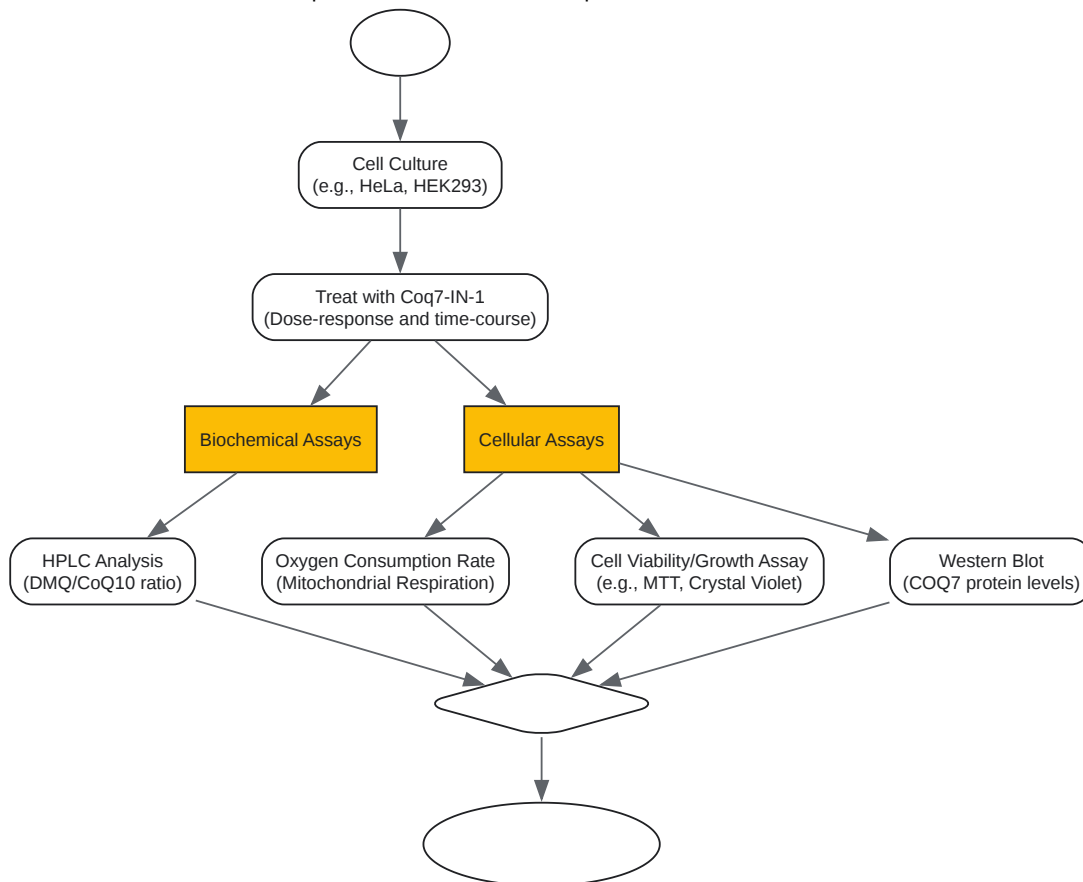 Cell Culture
(e.g., HeLa, HEK293)
Treat with Coq7-IN-1
(Dose-response and time-course)
Biochemical Assays
Cellular Assays
HPLC Analysis
(DMQ/CoQ10 ratio)
Oxygen Consumption Rate
(Mitochondrial Respiration)
Cell Viability/Growth Assay
(e.g., MTT, Crystal Violet)
Western Blot
(COQ7 protein levels)